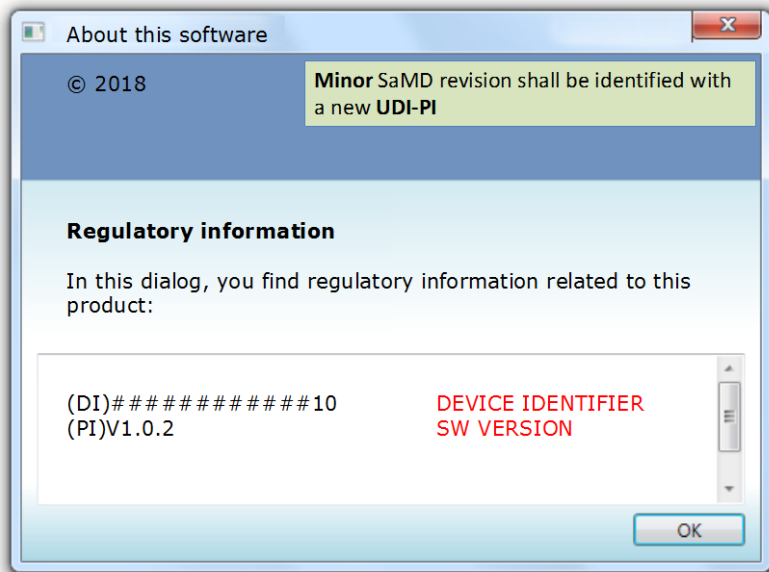 About this software
© 2018
Minor SaMD revision shall be identified with
a new UDI-PI
Regulatory information
In this dialog, you find regulatory information related to this
product:
(DI)############10 DEVICE IDENTIFIER
(PI)V1.0.2 SW VERSION
OK